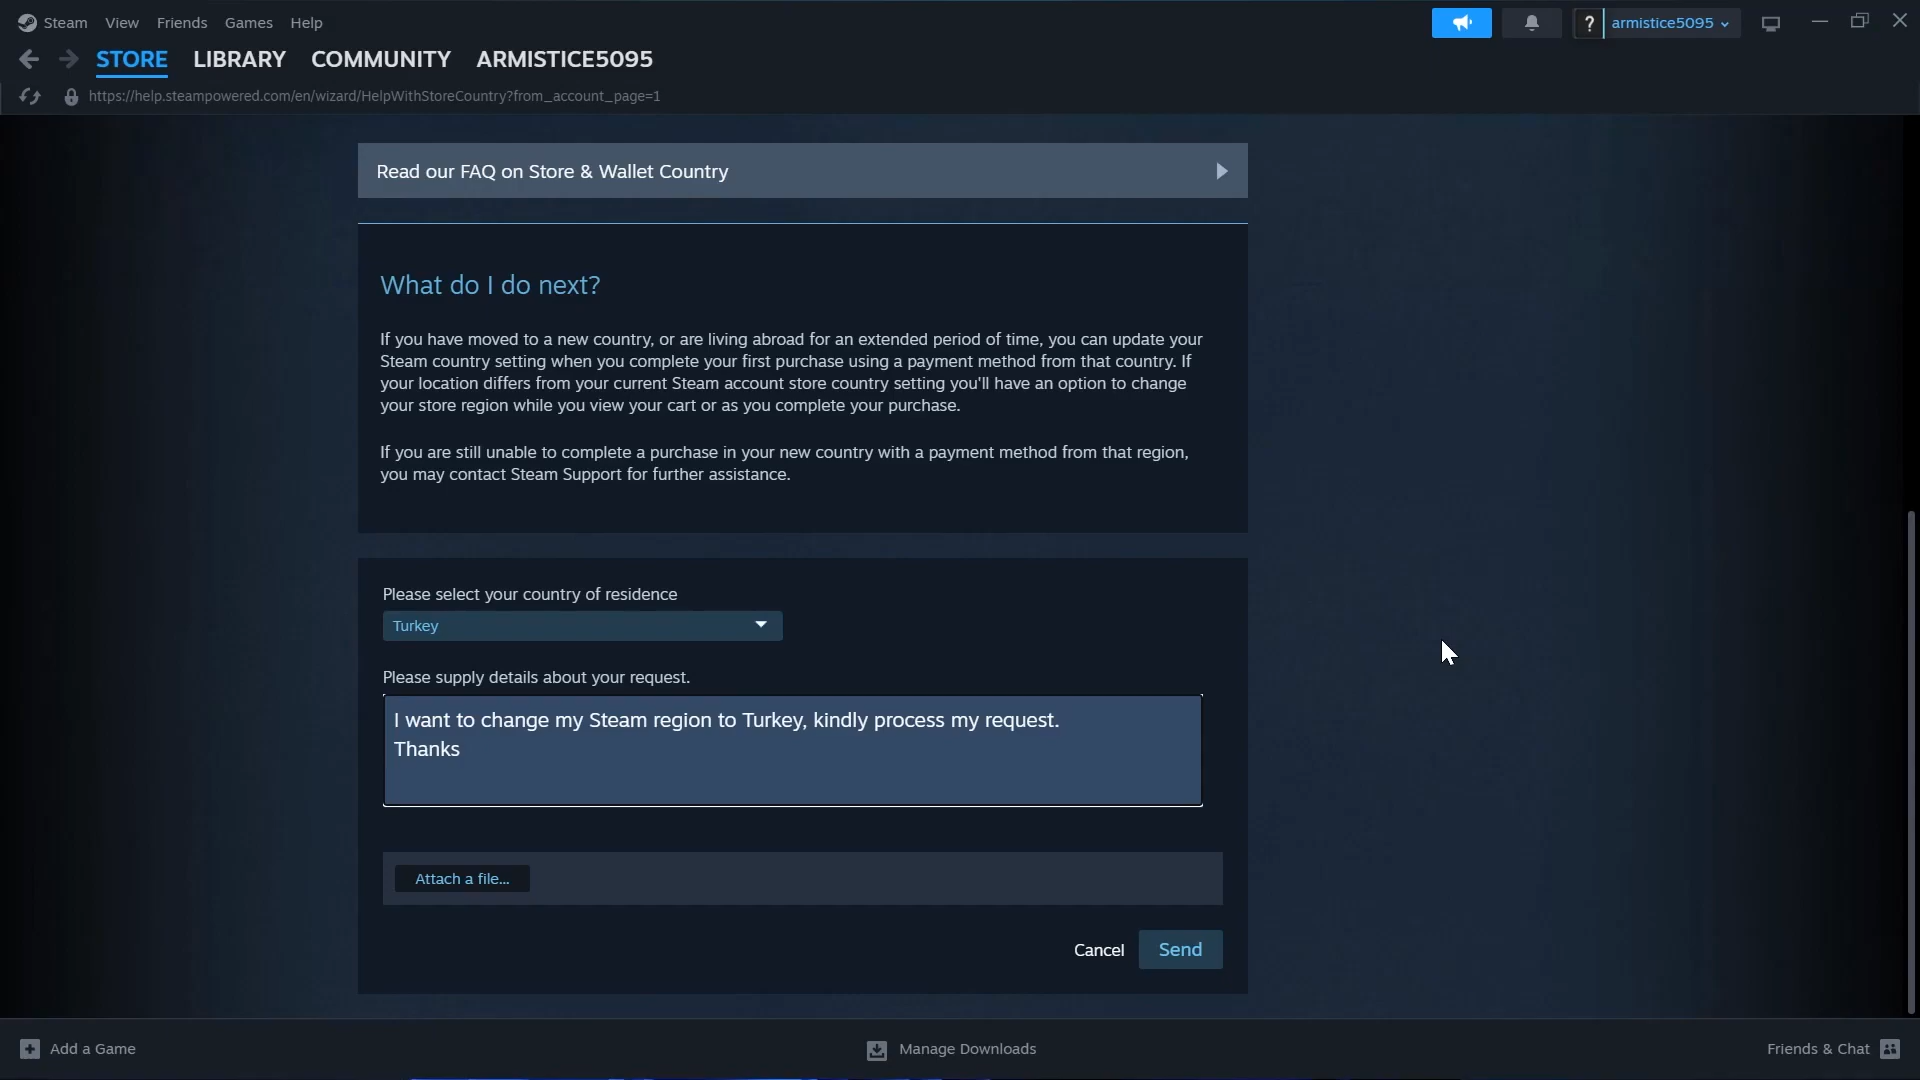 Steam View Friends Games Help
? armistice5095
STORE LIBRARY COMMUNITY ARMISTICE5095
https://help.steampowered.com/en/wizard/HelpWithStoreCountry?from_account_page=1
Read our FAQ on Store & Wallet Country
What do I do next?
If you have moved to a new country, or are living abroad for an extended period of time, you can update your
Steam country setting when you complete your first purchase using a payment method from that country. If
your location differs from your current Steam account store country setting you'll have an option to change
your store region while you view your cart or as you complete your purchase.
If you are still unable to complete a purchase in your new country with a payment method from that region,
you may contact Steam Support for further assistance.
Please select your country of residence
Turkey
Please supply details about your request.
I want to change my Steam region to Turkey, kindly process my request.
Thanks
Attach a file...
Cancel Send
Add a Game Manage Downloads Friends & Chat